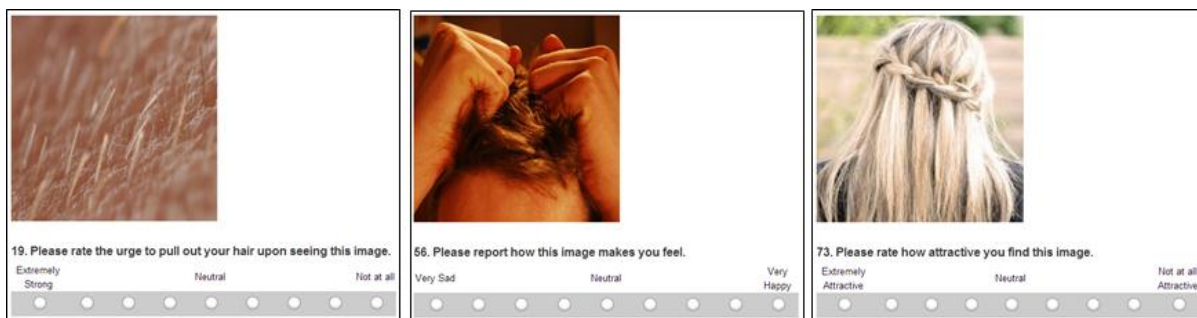 19. Please rate the urge to pull out your hair upon seeing this image.
Extremely
Strong
Neutral
Not at all
56. Please report how this image makes you feel.
Very Sad
Neutral
Very
Happy
73. Please rate how attractive you find this image.
Extremely
Attractive
Neutral
Not at all
Attractive